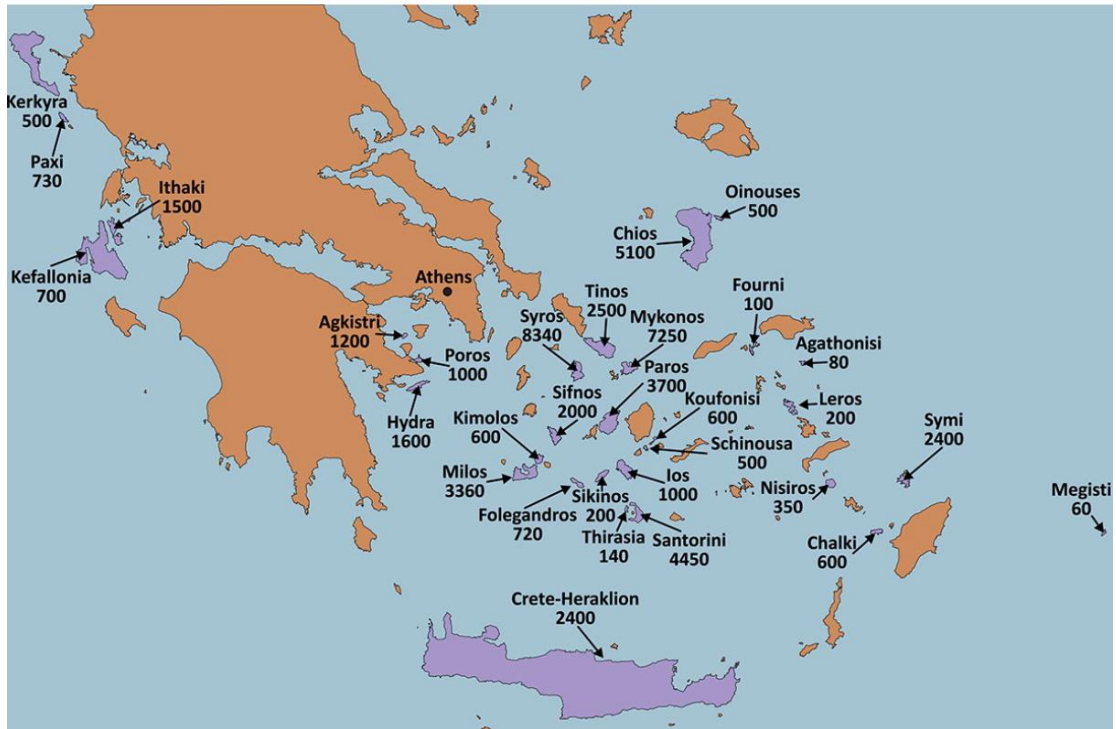 Kerkyra
500
Paxi
730
Ithaki
1500
Kefallonia
700
Athens
Agkistri
1200
Poros
1000
Hydra
1600
Oinouses
500
Chios
5100
Tinos
2500
Syros
8340
Mykonos
7250
Fourni
100
Agathonisi
80
Paros
3700
Sifnos
2000
Koufonisi
600
Leros
200
Kimolos
600
Schinousa
500
Symi
2400
Milos
3360
Ios
1000
Sikinos
200
Folegandros
720
Nisiros
350
Megisti
60
Thirasia
140
Santorini
4450
Chalki
600
Crete-Heraklion
2400